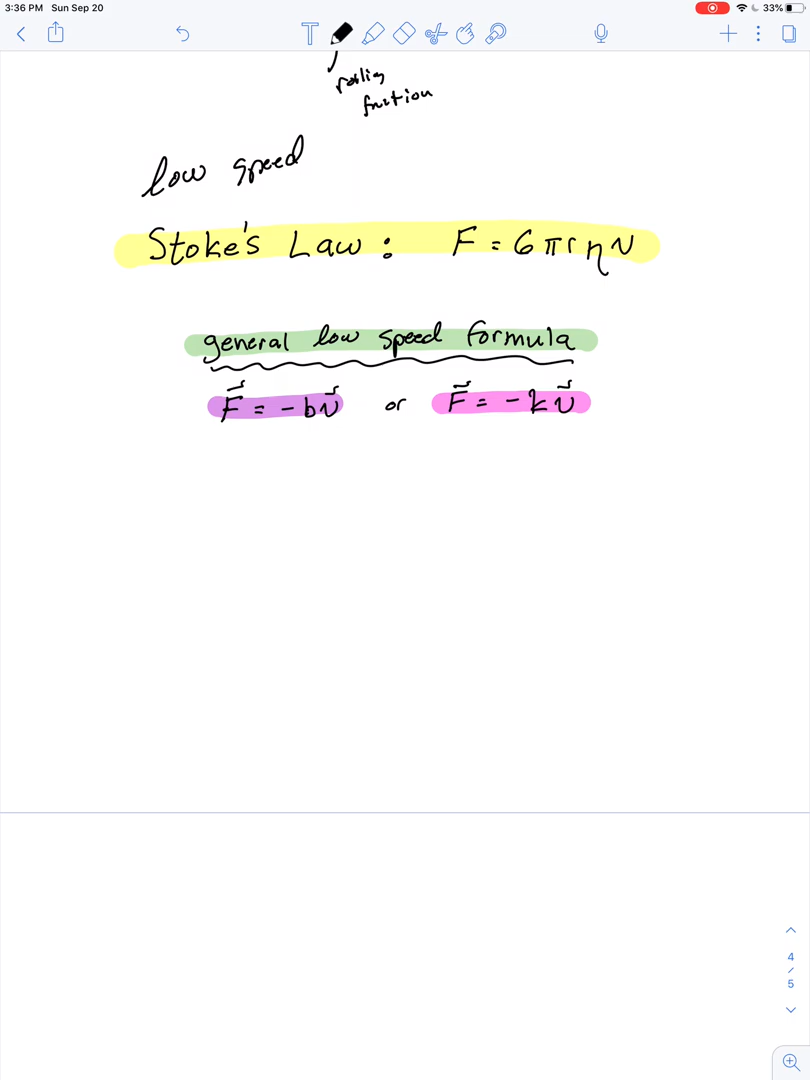 3:36 PM Sun Sep 20 33%
T
rolling
friction
low speed
Stoke's Law : F = 6πrηv
general low speed formula
F⃗ = -bv⃗ or F⃗ = -kv⃗
4
/
5